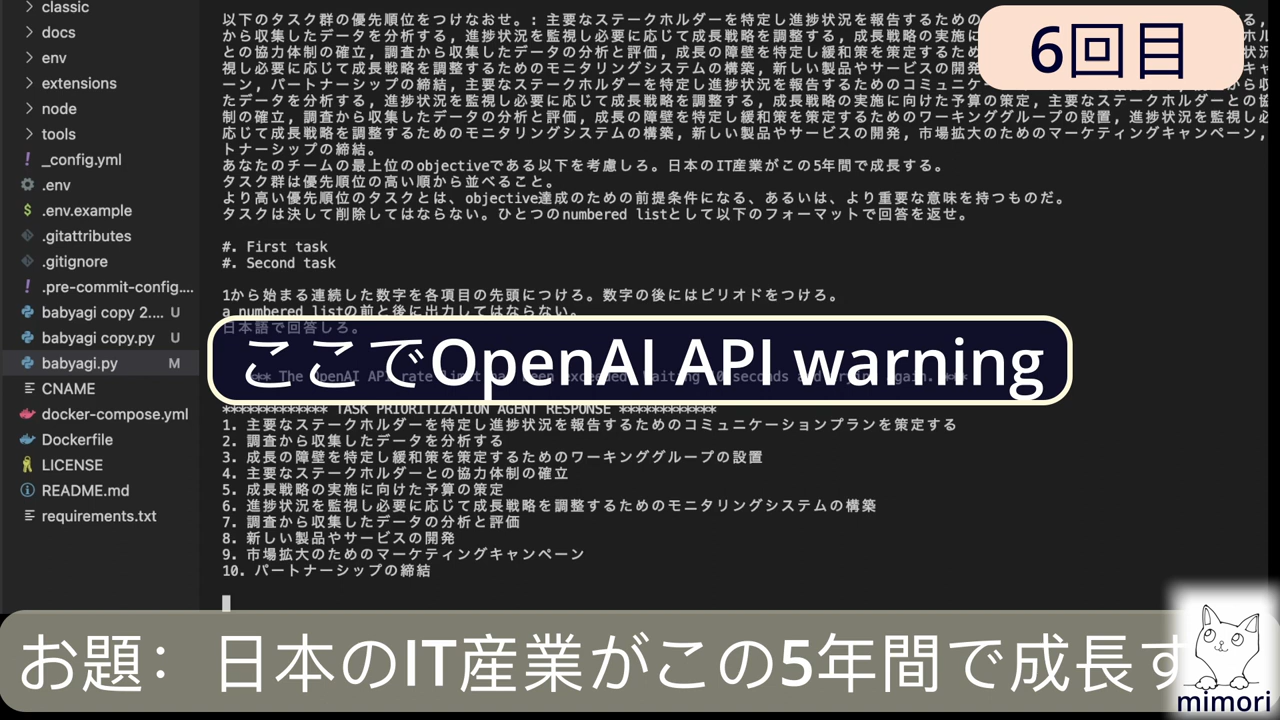 classic
docs
env
extensions
node
tools
_config.yml
.env
.env.example
.gitattributes
.gitignore
.pre-commit-config....
babyagi copy 2.... U
babyagi copy.py U
babyagi.py M
CNAME
docker-compose.yml
Dockerfile
LICENSE
README.md
requirements.txt
6回目
以下のタスク群の優先順位をつけなおせ。: 主要なステークホルダーを特定し進捗状況を報告するための
から収集したデータを分析する, 進捗状況を監視し必要に応じて成長戦略を調整する, 成長戦略の実施に
との協力体制の確立, 調査から収集したデータの分析と評価, 成長の障壁を特定し緩和策を策定するため
視し必要に応じて成長戦略を調整するためのモニタリングシステムの構築, 新しい製品やサービスの開発
ーン, パートナーシップの締結, 主要なステークホルダーを特定し進捗状況を報告するためのコミュニケー
たデータを分析する, 進捗状況を監視し必要に応じて成長戦略を調整する, 成長戦略の実施に向けた予算の策定, 主要なステークホルダーとの協
制の確立, 調査から収集したデータの分析と評価, 成長の障壁を特定し緩和策を策定するためのワーキンググループの設置, 進捗状況を監視し必
応じて成長戦略を調整するためのモニタリングシステムの構築, 新しい製品やサービスの開発, 市場拡大のためのマーケティングキャンペーン,
トナーシップの締結。
あなたのチームの最上位のobjectiveである以下を考慮しろ。日本のIT産業がこの5年間で成長する。
タスク群は優先順位の高い順から並べること。
より高い優先順位のタスクとは、objective達成のための前提条件になる、あるいは、より重要な意味を持つものだ。
タスクは決して削除してはならない。ひとつのnumbered listとして以下のフォーマットで回答を返せ。
#. First task
#. Second task
1から始まる連続した数字を各項目の先頭につける。数字の後にはピリオドをつける。
a numbered listの前と後に出力してはならない。
日本語で回答しろ。
ここでOpenAI API warning
************* TASK PRIORITIZATION AGENT RESPONSE ************
1. 主要なステークホルダーを特定し進捗状況を報告するためのコミュニケーションプランを策定する
2. 調査から収集したデータを分析する
3. 成長の障壁を特定し緩和策を策定するためのワーキンググループの設置
4. 主要なステークホルダーとの協力体制の確立
5. 成長戦略の実施に向けた予算の策定
6. 進捗状況を監視し必要に応じて成長戦略を調整するためのモニタリングシステムの構築
7. 調査から収集したデータの分析と評価
8. 新しい製品やサービスの開発
9. 市場拡大のためのマーケティングキャンペーン
10. パートナーシップの締結
お題： 日本のIT産業がこの5年間で成長す
mimori